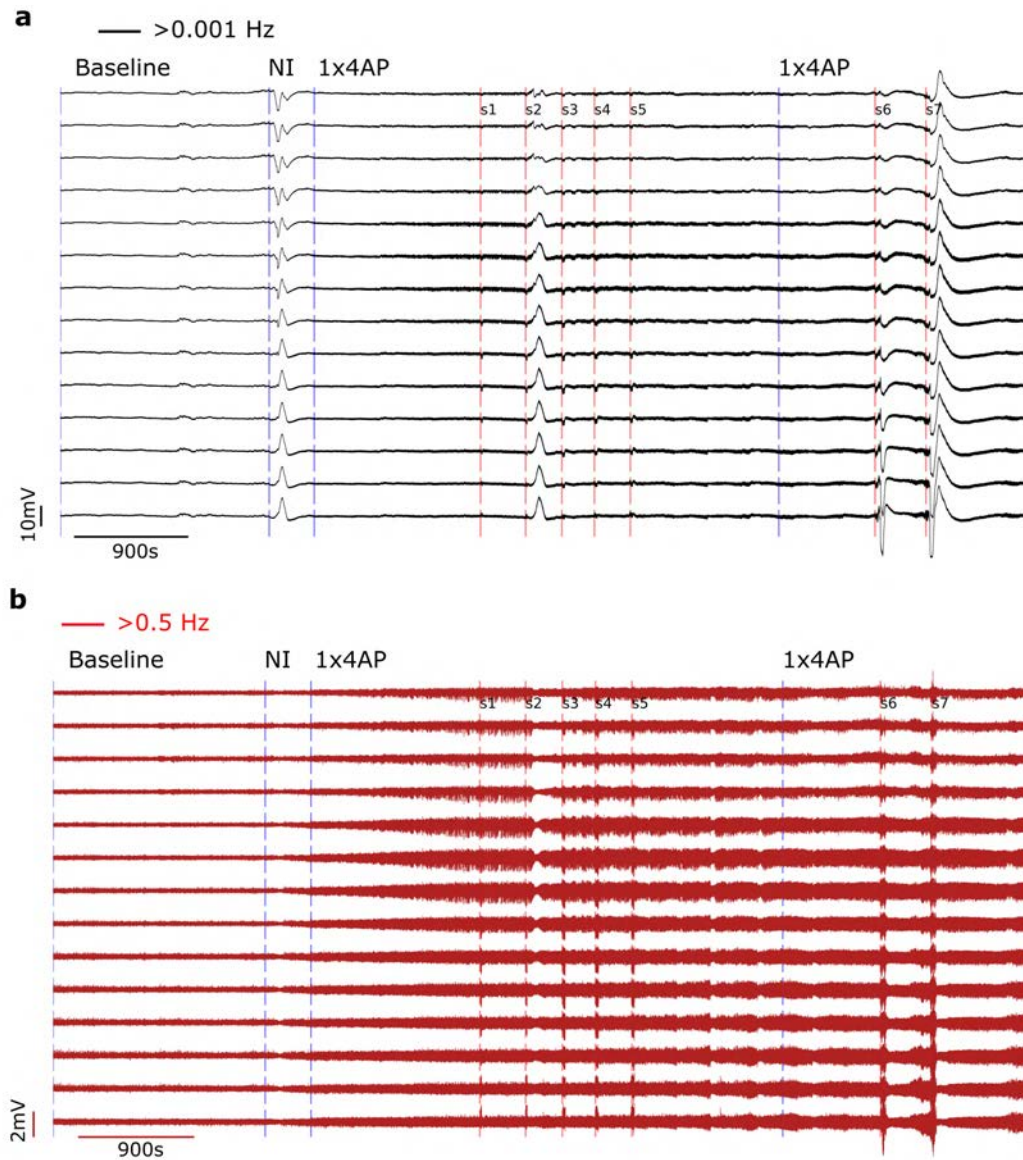 a
>0.001 Hz
Baseline NI 1x4AP 1x4AP
s1 s2 s3 s4 s5 s6 s7
10mV
900s
b
>0.5 Hz
Baseline NI 1x4AP 1x4AP
s1 s2 s3 s4 s5 s6 s7
2mV
900s